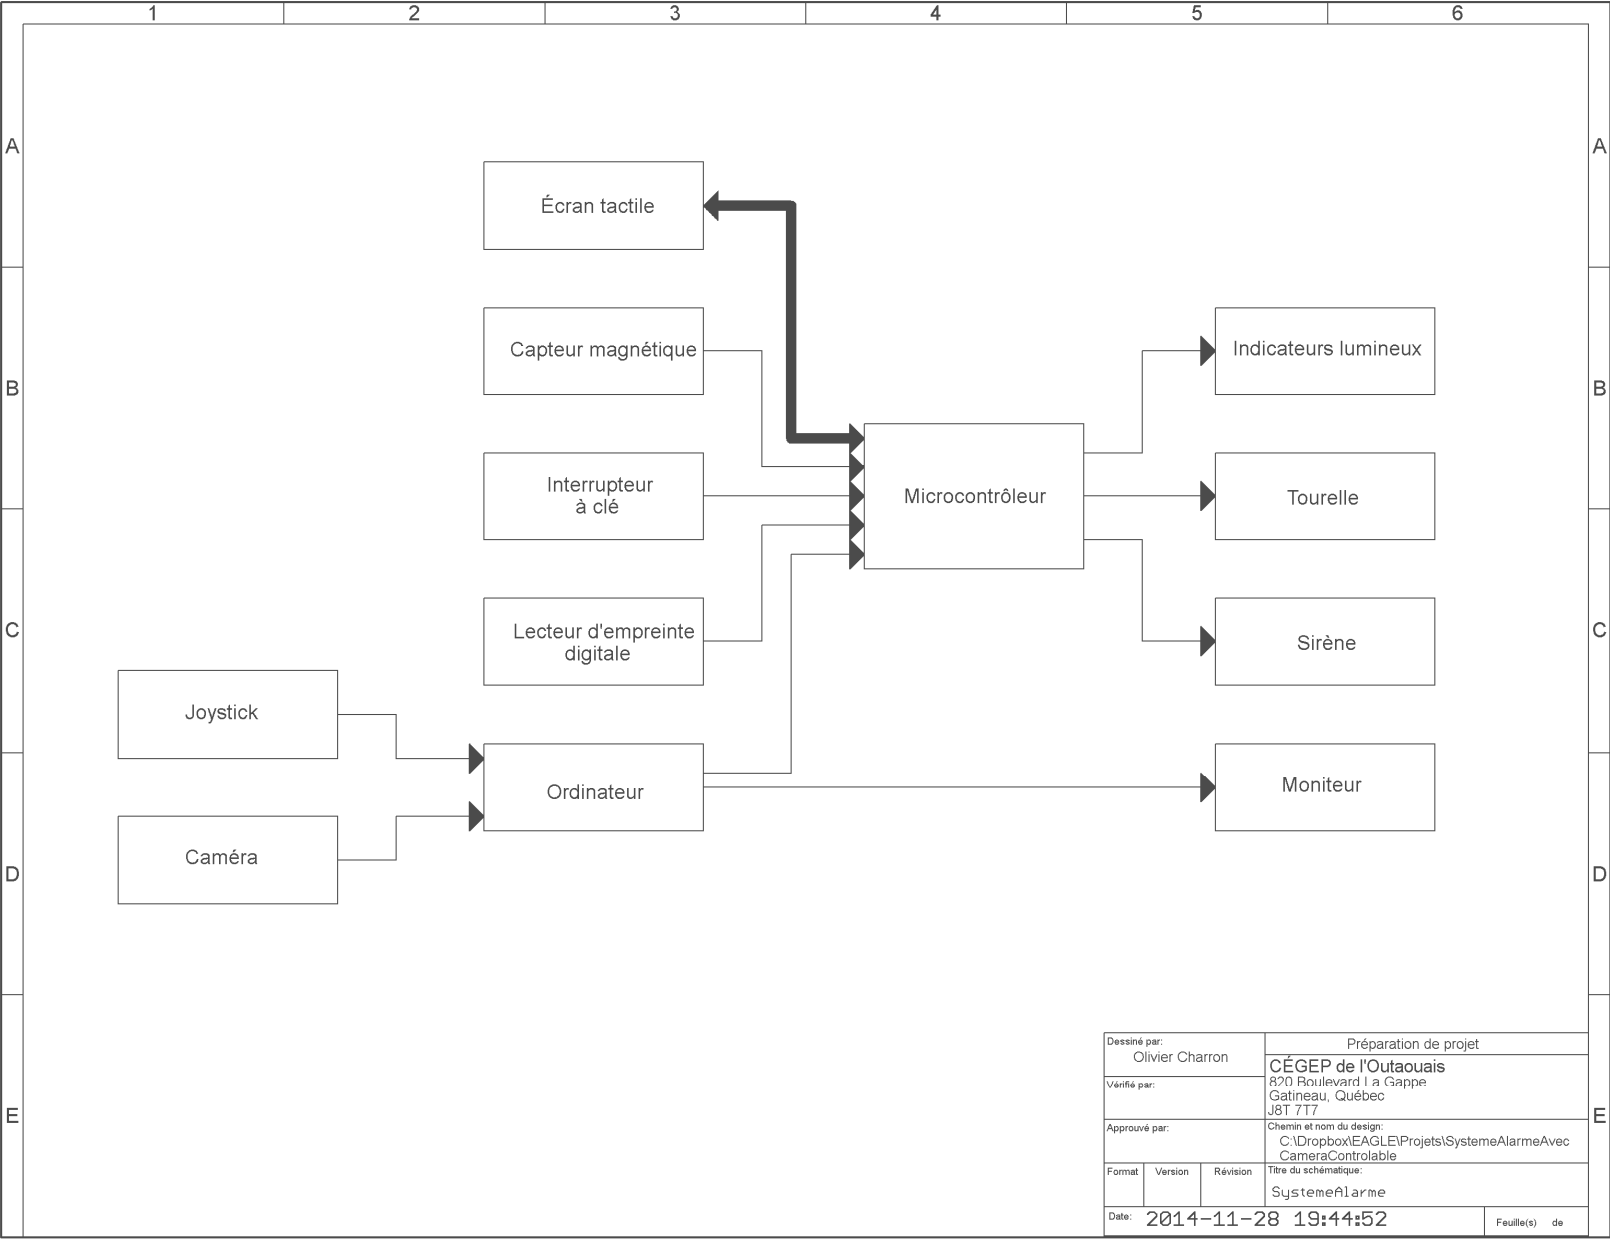 1 2 3 4 5 6
A A
Écran tactile
Capteur magnétique
Indicateurs lumineux
B B
Interrupteur
à clé
Microcontrôleur
Tourelle
C C
Lecteur d'empreinte
digitale
Sirène
Joystick
Ordinateur
Moniteur
Caméra
D D
E E
Dessiné par:
Olivier Charron
Préparation de projet
Vérifié par:
CÉGEP de l'Outaouais
820 Boulevard La Gappe
Gatineau, Québec
J8T 7T7
Approuvé par:
Chemin et nom du design:
C:\Dropbox\EAGLE\Projets\SystemeAlarmeAvec
CameraControlable
Format Version Révision
Titre du schématique:
SystemeAlarme
Date: 2014-11-28 19:44:52
Feuille(s) de